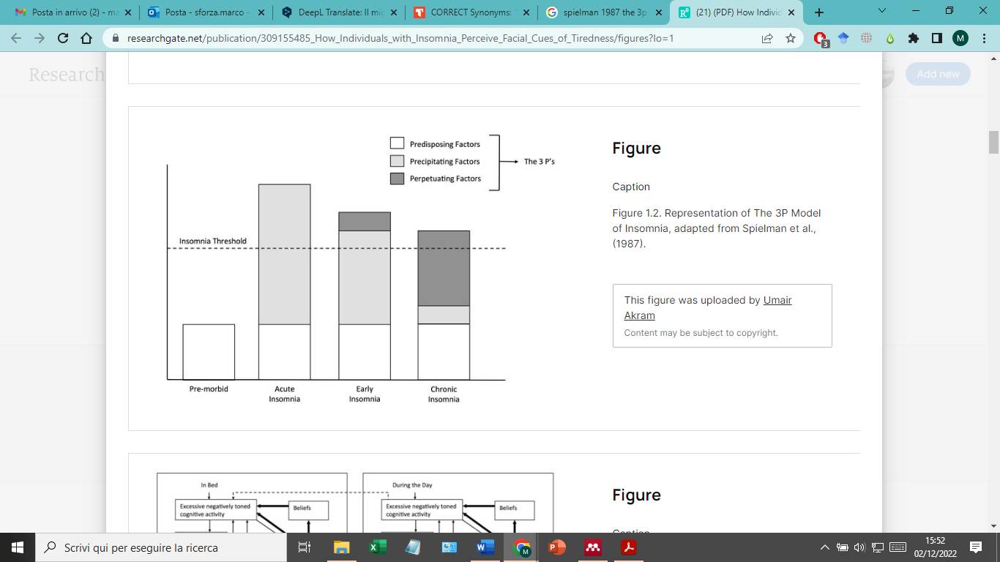 Posta in arrivo (2) - ma
Posta - sforza.marco -
DeepL Translate: Il mig
CORRECT Synonyms:
spielman 1987 the 3p
(21) (PDF) How Individ
researchgate.net/publication/309155485_How_Individuals_with_Insomnia_Perceive_Facial_Cues_of_Tiredness/figures?lo=1
3
M
Research
Add new
Predisposing Factors
Precipitating Factors
Perpetuating Factors
The 3 P's
Insomnia Threshold
Pre-morbid
Acute
Insomnia
Early
Insomnia
Chronic
Insomnia
Figure
Caption
Figure 1.2. Representation of The 3P Model
of Insomnia, adapted from Spielman et al.,
(1987).
This figure was uploaded by Umair
Akram
Content may be subject to copyright.
In Bed
Excessive negatively toned
cognitive activity
Beliefs
During the Day
Excessive negatively toned
cognitive activity
Beliefs
Figure
Caption
Scrivi qui per eseguire la ricerca
15:52
02/12/2022